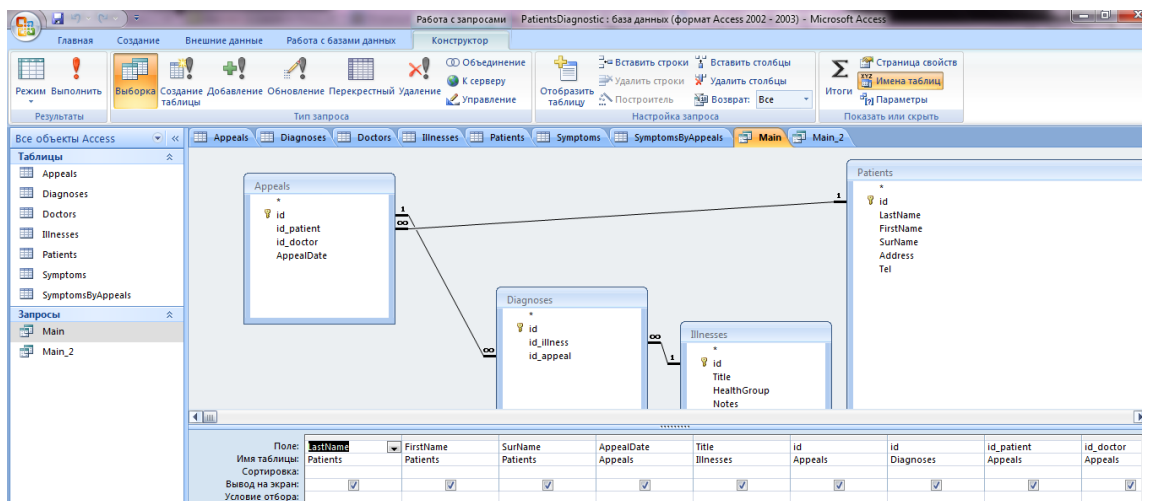 Работа с запросами PatientsDiagnostic : база данных (формат Access 2002 - 2003) - Microsoft Access
Главная Создание Внешние данные Работа с базами данных Конструктор
Режим Выполнить Выборка Создание таблицы Добавление Обновление Перекрестный Удаление
Объединение
К серверу
Управление
Отобразить таблицу
Вставить строки
Удалить строки
Построитель
Вставить столбцы
Удалить столбцы
Возврат: Все
Итоги
Страница свойств
Имена таблиц
Параметры
Результаты Тип запроса Настройка запроса Показать или скрыть
Все объекты Access
Appeals Diagnoses Doctors Illnesses Patients Symptoms SymptomsByAppeals Main Main_2
Таблицы
Appeals
Diagnoses
Doctors
Illnesses
Patients
Symptoms
SymptomsByAppeals
Запросы
Main
Main_2
Appeals
*
id
id_patient
id_doctor
AppealDate
1
∞
Diagnoses
*
id
id_illness
id_appeal
∞
∞
1
Illnesses
*
id
Title
HealthGroup
Notes
1
Patients
*
id
LastName
FirstName
SurName
Address
Tel
Поле: LastName FirstName SurName AppealDate Title id id id_patient id_doctor
Имя таблицы: Patients Patients Patients Appeals Illnesses Appeals Diagnoses Appeals Appeals
Сортировка:
Вывод на экран:
Условие отбора: